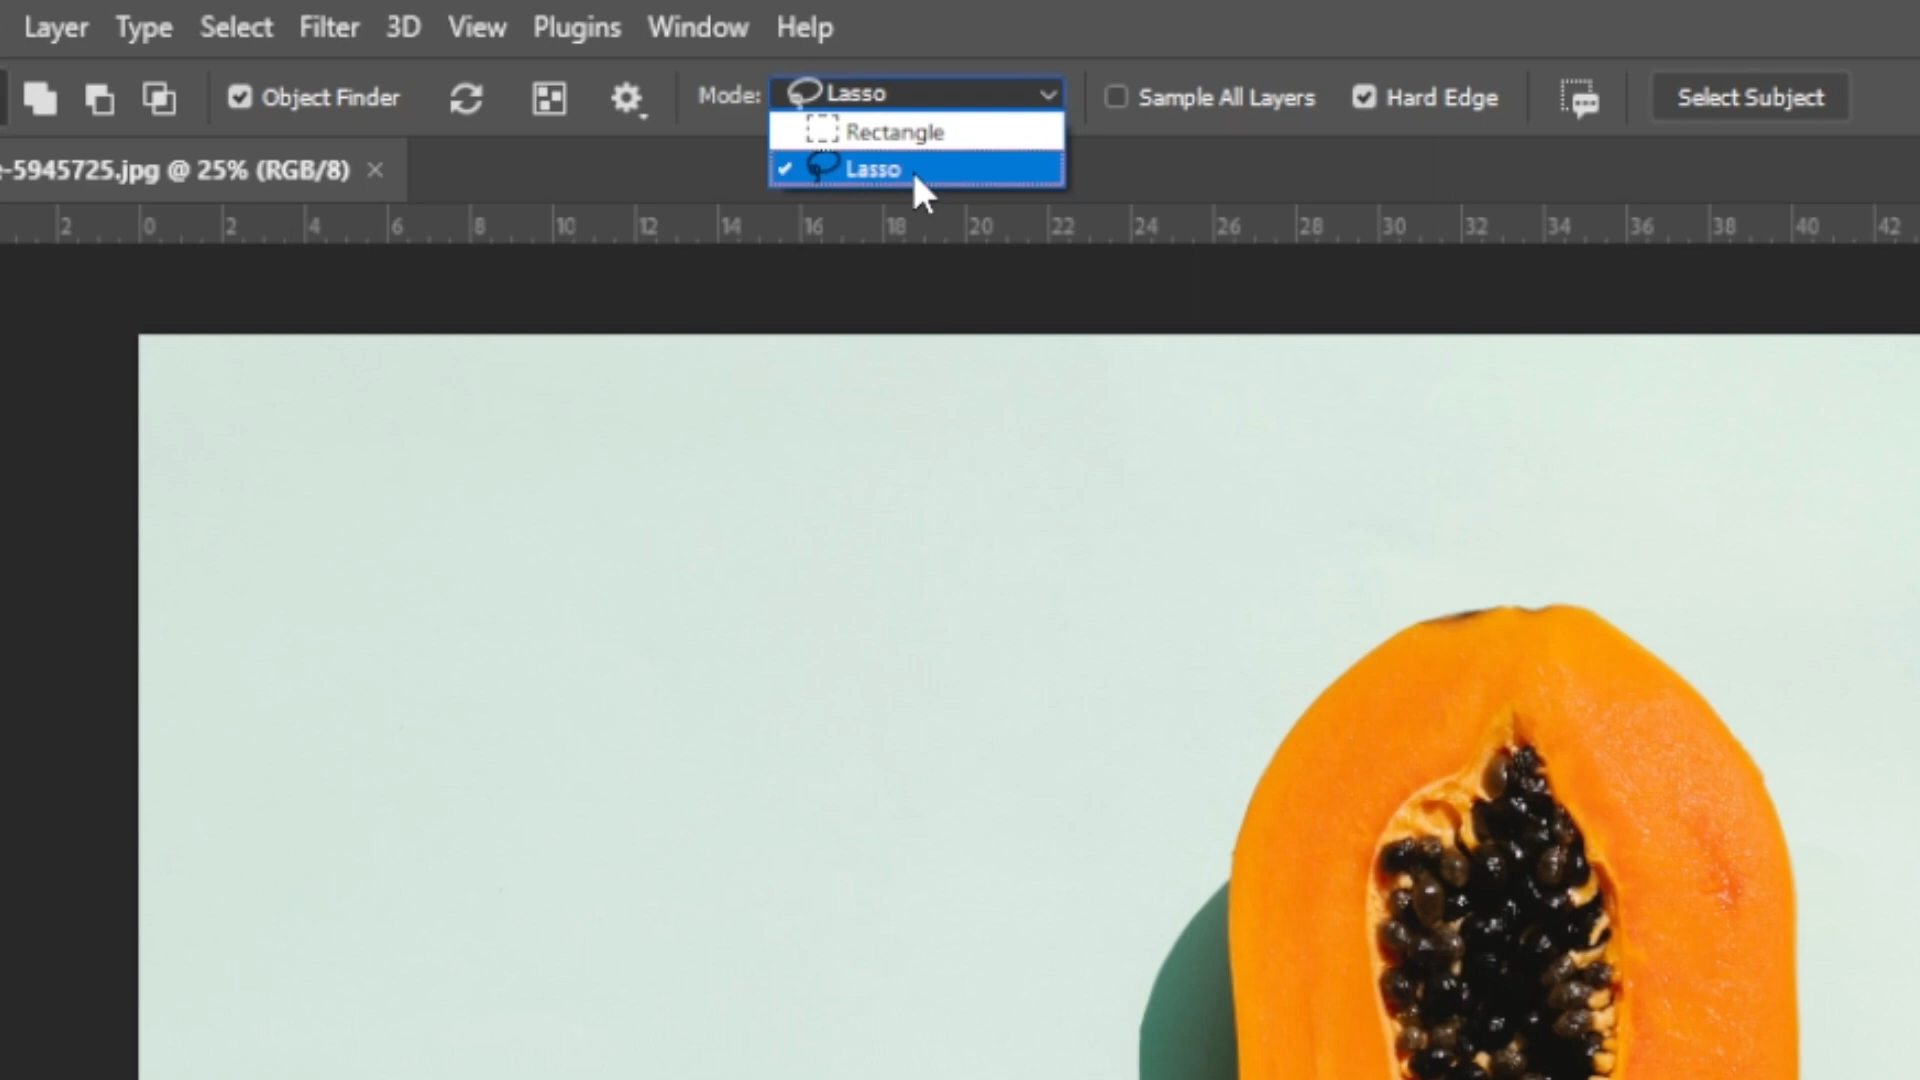 Layer Type Select Filter 3D View Plugins Window Help
Object Finder Mode: Lasso Sample All Layers Hard Edge Select Subject
Rectangle
Lasso
e-5945725.jpg @ 25% (RGB/8)
2 0 2 4 6 8 10 12 14 16 18 20 22 24 26 28 30 32 34 36 38 40 42